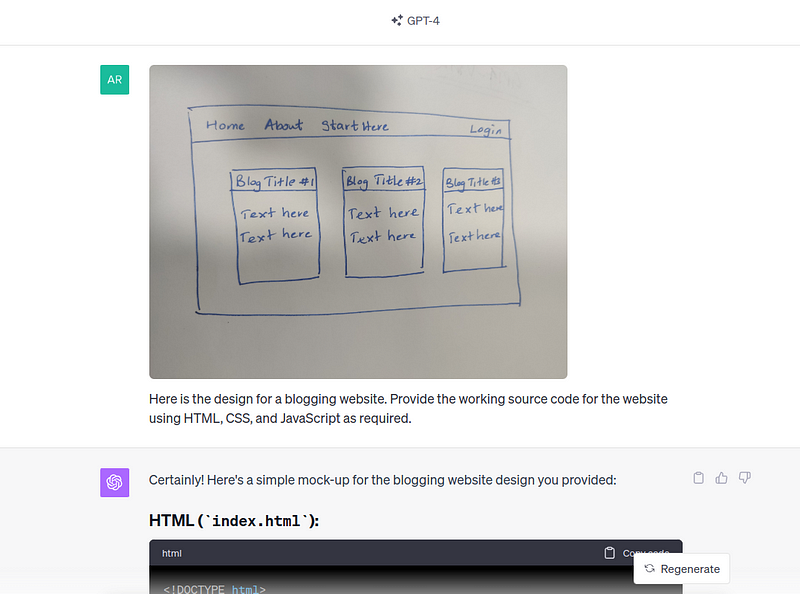 GPT-4
AR
Home About Start Here Login
Blog Title #1 Blog Title #2 Blog Title #3
Text here Text here Text here
Text here Text here Text here
Here is the design for a blogging website. Provide the working source code for the website
using HTML, CSS, and JavaScript as required.
Certainly! Here's a simple mock-up for the blogging website design you provided:
HTML (`index.html`):
html Copy code
Regenerate
<!DOCTYPE html>